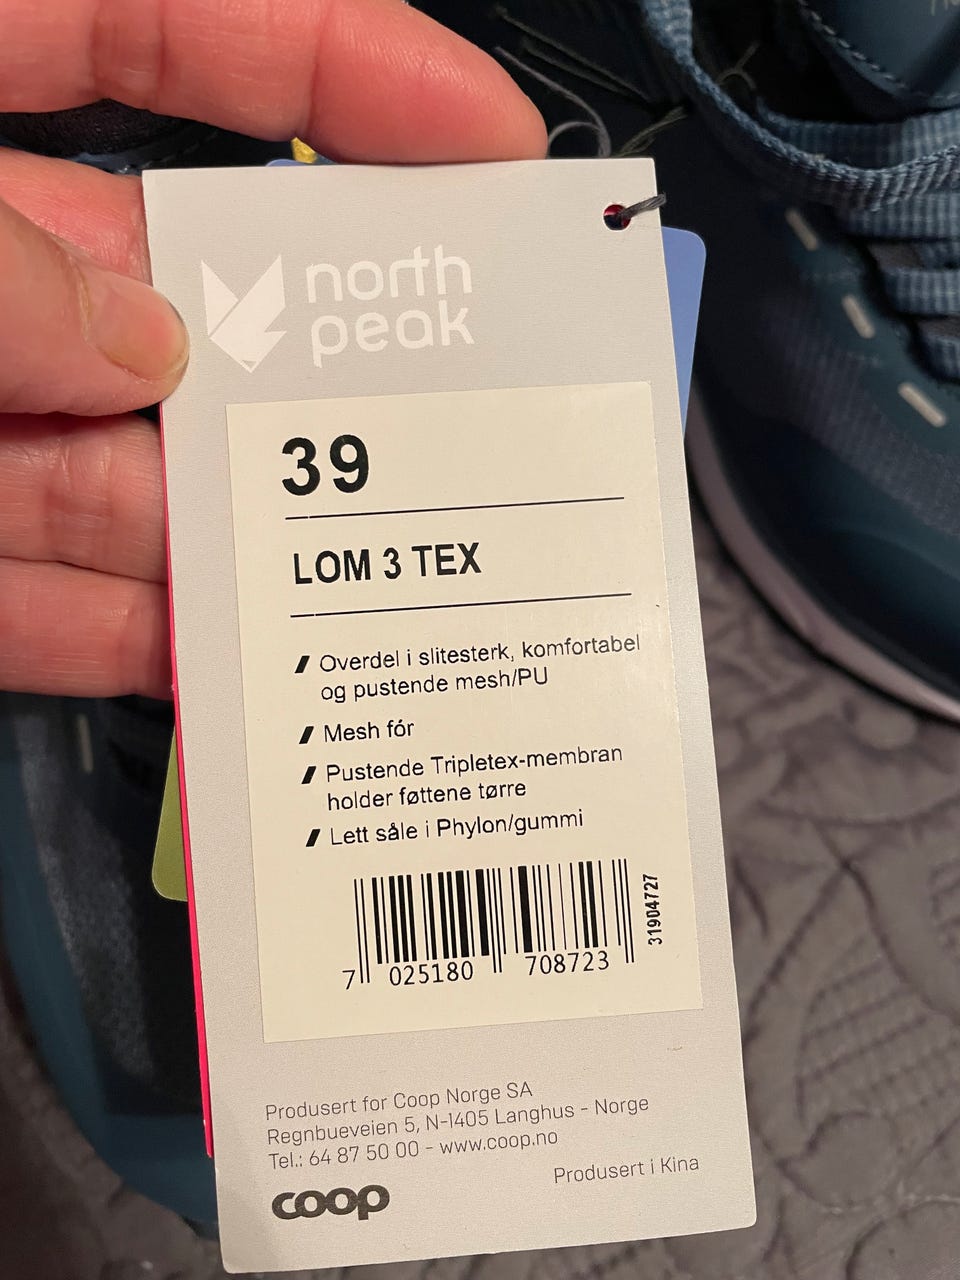 north
peak
39
LOM 3 TEX
Overdel i slitesterk, komfortabel
og pustende mesh/PU
Mesh fór
Pustende Tripletex-membran
holder føttene tørre
Lett såle i Phylon/gummi
31904727
7 025180 708723
Produsert for Coop Norge SA
Regnbueveien 5, N-1405 Langhus - Norge
Tel.: 64 87 50 00 - www.coop.no
Produsert i Kina
coop